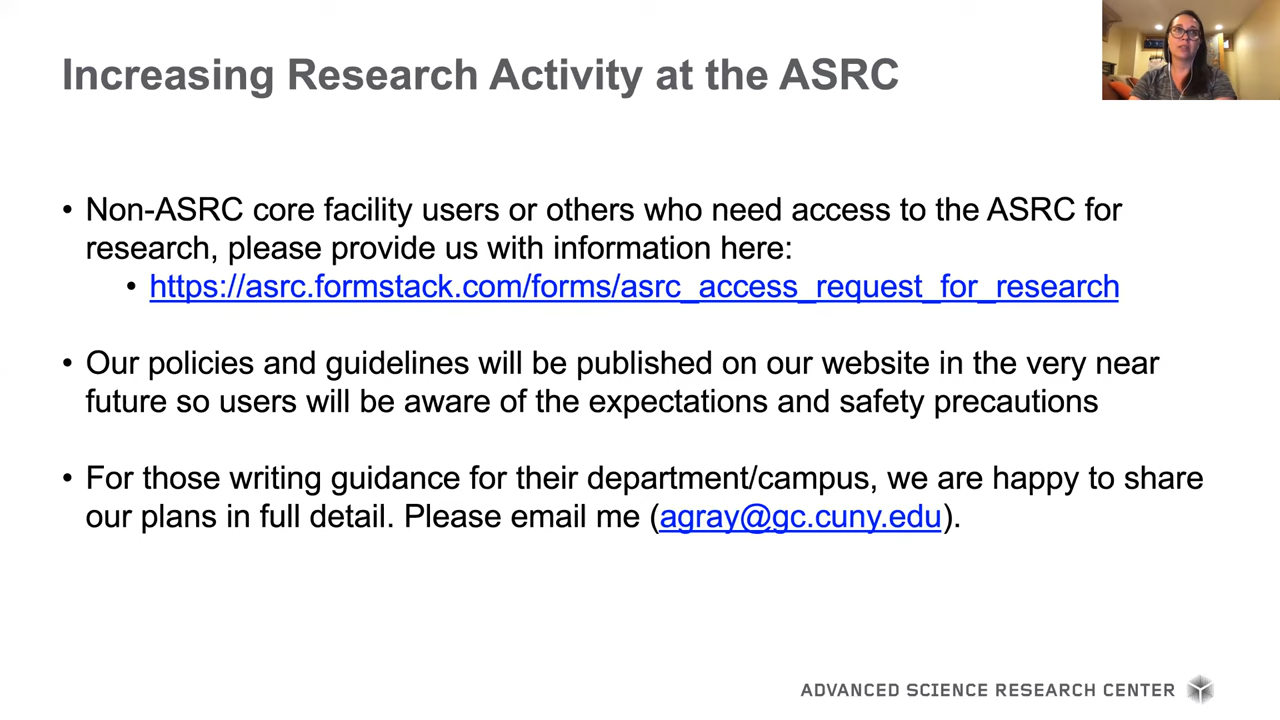 Increasing Research Activity at the ASRC
• Non-ASRC core facility users or others who need access to the ASRC for
research, please provide us with information here:
• https://asrc.formstack.com/forms/asrc_access_request_for_research
• Our policies and guidelines will be published on our website in the very near
future so users will be aware of the expectations and safety precautions
• For those writing guidance for their department/campus, we are happy to share
our plans in full detail. Please email me (agray@gc.cuny.edu).
ADVANCED SCIENCE RESEARCH CENTER